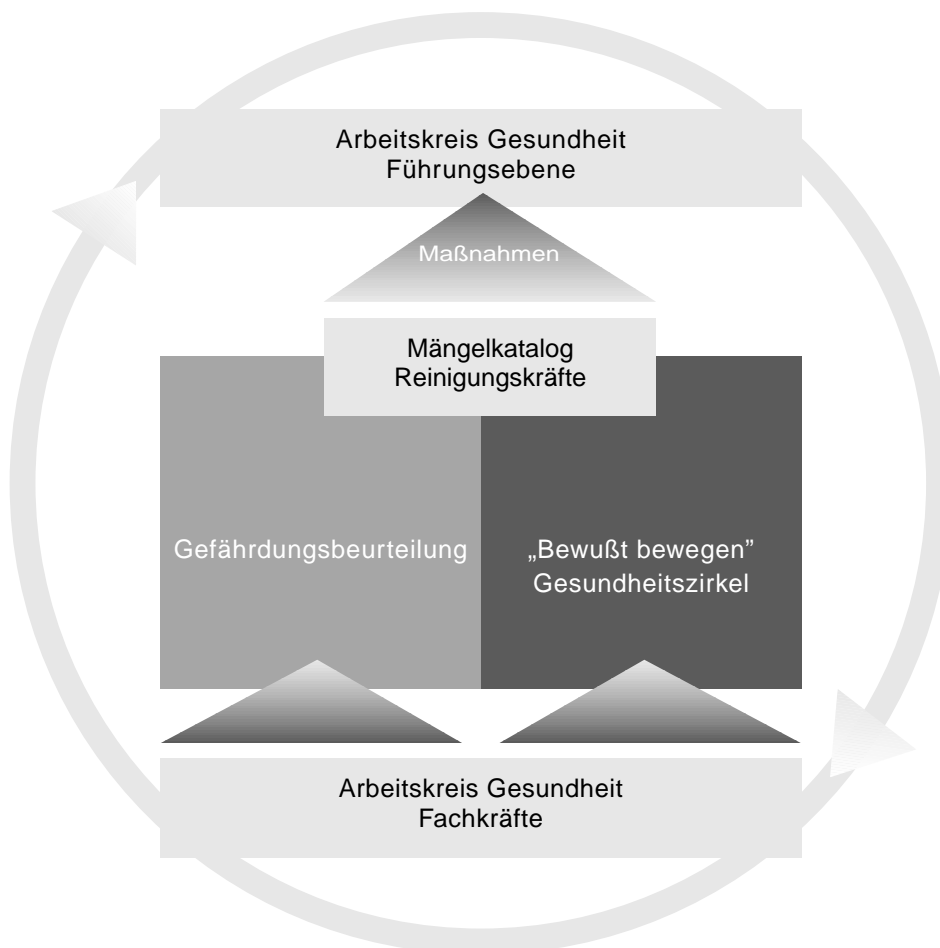 Arbeitskreis Gesundheit
Führungsebene
Maßnahmen
Mängelkatalog
Reinigungskräfte
Gefährdungsbeurteilung
„Bewußt bewegen”
Gesundheitszirkel
Arbeitskreis Gesundheit
Fachkräfte